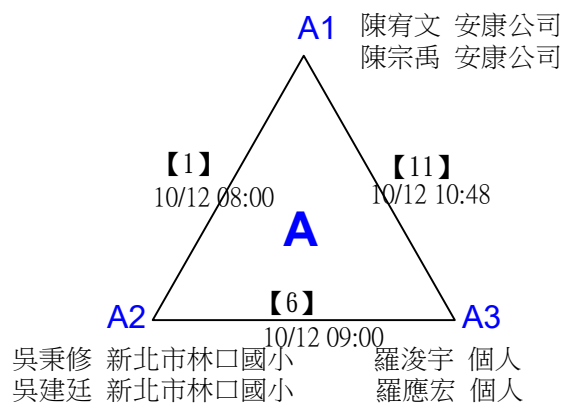 A1
陳宥文 安康公司
陳宗禹 安康公司
【1】
10/12 08:00
【11】
10/12 10:48
A
A2
【6】
10/12 09:00
A3
吳秉修 新北市林口國小
吳建廷 新北市林口國小
羅浚宇 個人
羅應宏 個人